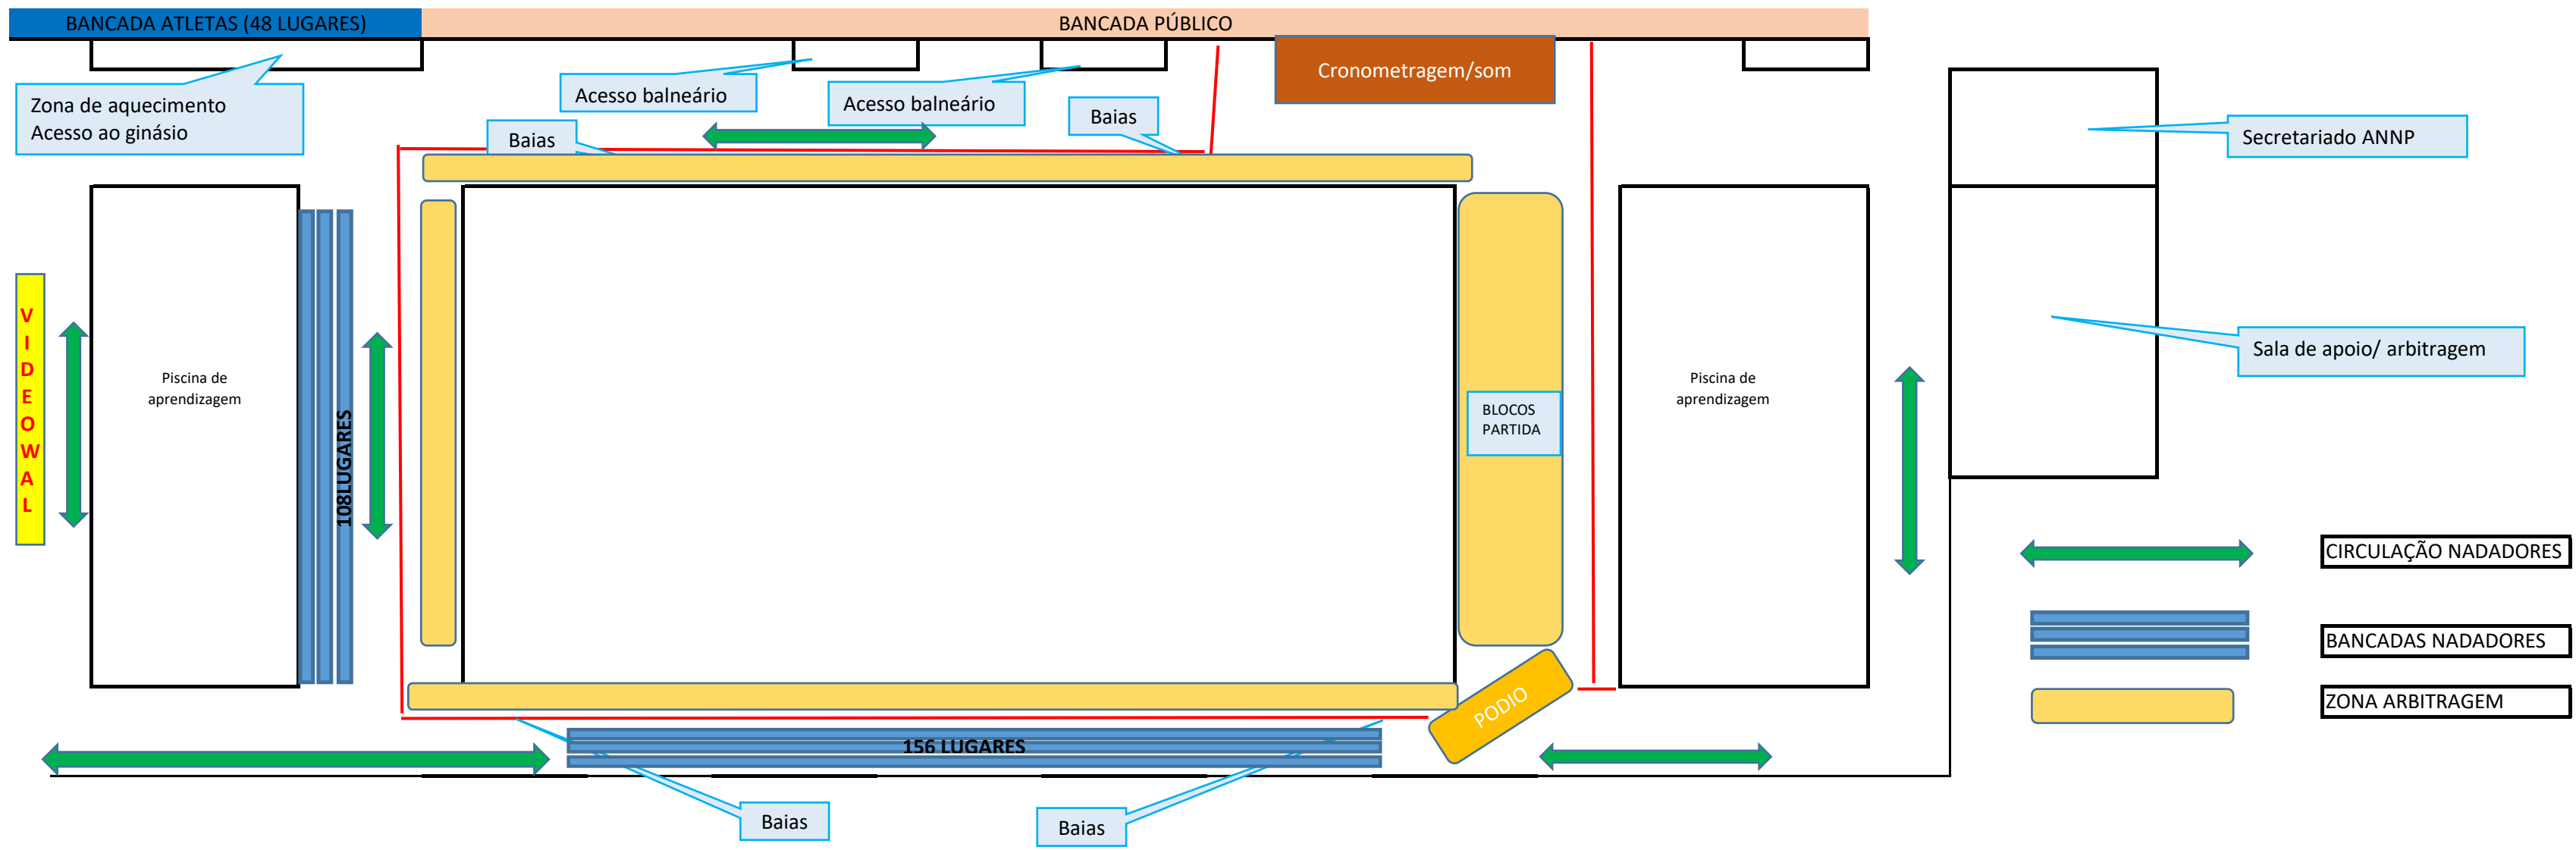 BANCADA ATLETAS (48 LUGARES)
BANCADA PÚBLICO
Cronometragem/som
Zona de aquecimento
Acesso ao ginásio
Acesso balneário
Acesso balneário
Baias
Baias
Secretariado ANNP
VIDEOWAL
Piscina de
aprendizagem
108LUGARES
BLOCOS
PARTIDA
Piscina de
aprendizagem
Sala de apoio/ arbitragem
CIRCULAÇÃO NADADORES
BANCADAS NADADORES
ZONA ARBITRAGEM
PODIO
156 LUGARES
Baias
Baias